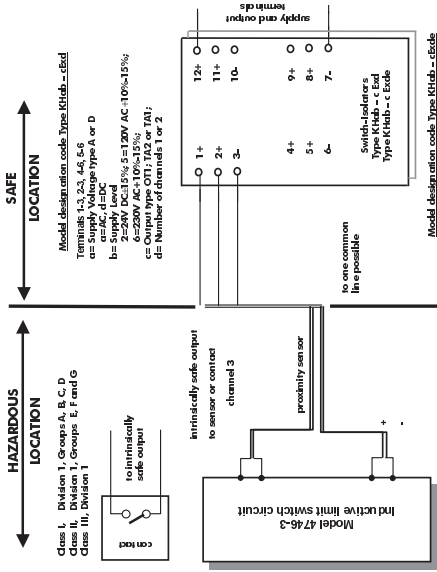 HAZARDOUS
LOCATION
SAFE
LOCATION
Class I, Division 1, Groups A, B, C, D
Class II, Division 1, Groups E, F and G
Class III, Division 1
Model designation code Type KHab - cExd
Terminals 1-3, 2-3, 4-6, 5-6
a= Supply Voltage type A or D
a=AC, d=DC
b= Supply Level
2=24V DC±15%; 5=120V AC+10%-15%;
6=230V AC+10%-15%;
c= Output type OT1; TA2 or TA1;
d= Number of channels 1 or 2
to intrinsically
safe output
contact
intrinsically safe output
to sensor or contact
channel 3
proximity sensor
+
-
Model 4746-3
Inductive limit switch circuit
to one common
line possible
1+
2+
3-
4+
5+
6-
12+
11+
10-
9+
8+
7-
Switch-Isolators
Type KHab - c Exd
Type KHab - c Exde
supply and output
terminals
Model designation code Type KHab - cExde